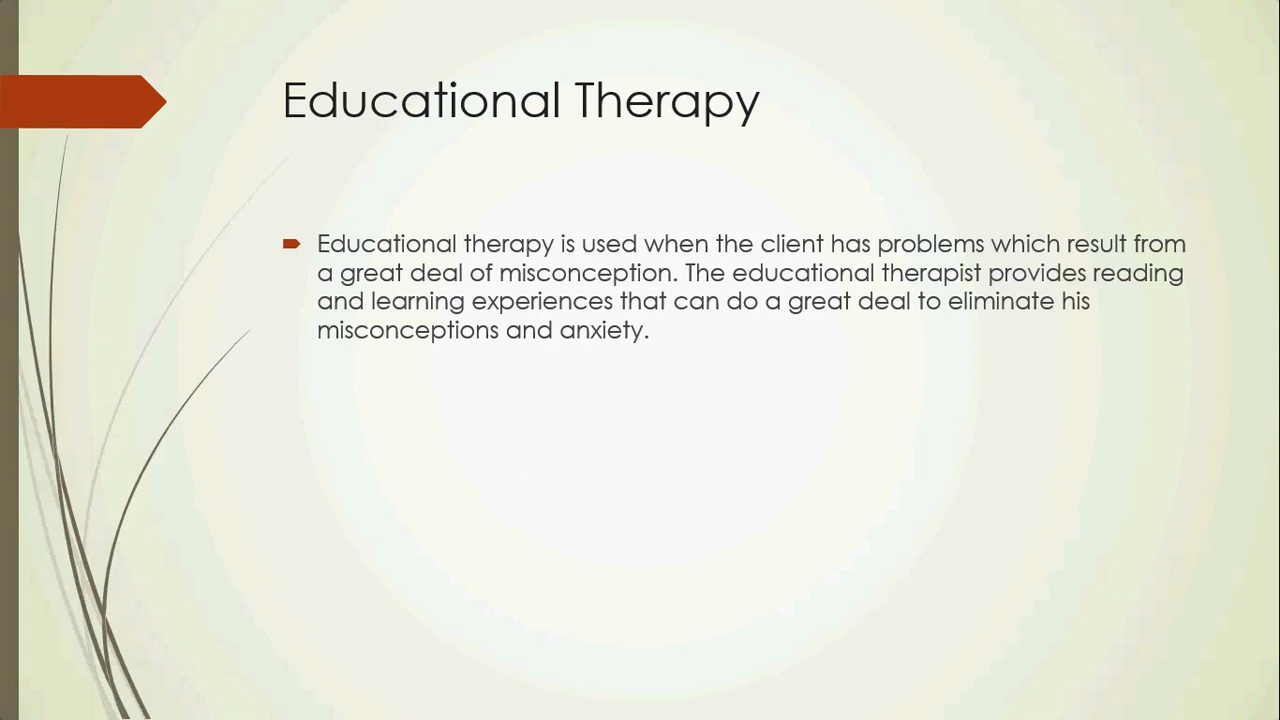 Educational Therapy
Educational therapy is used when the client has problems which result from
a great deal of misconception. The educational therapist provides reading
and learning experiences that can do a great deal to eliminate his
misconceptions and anxiety.